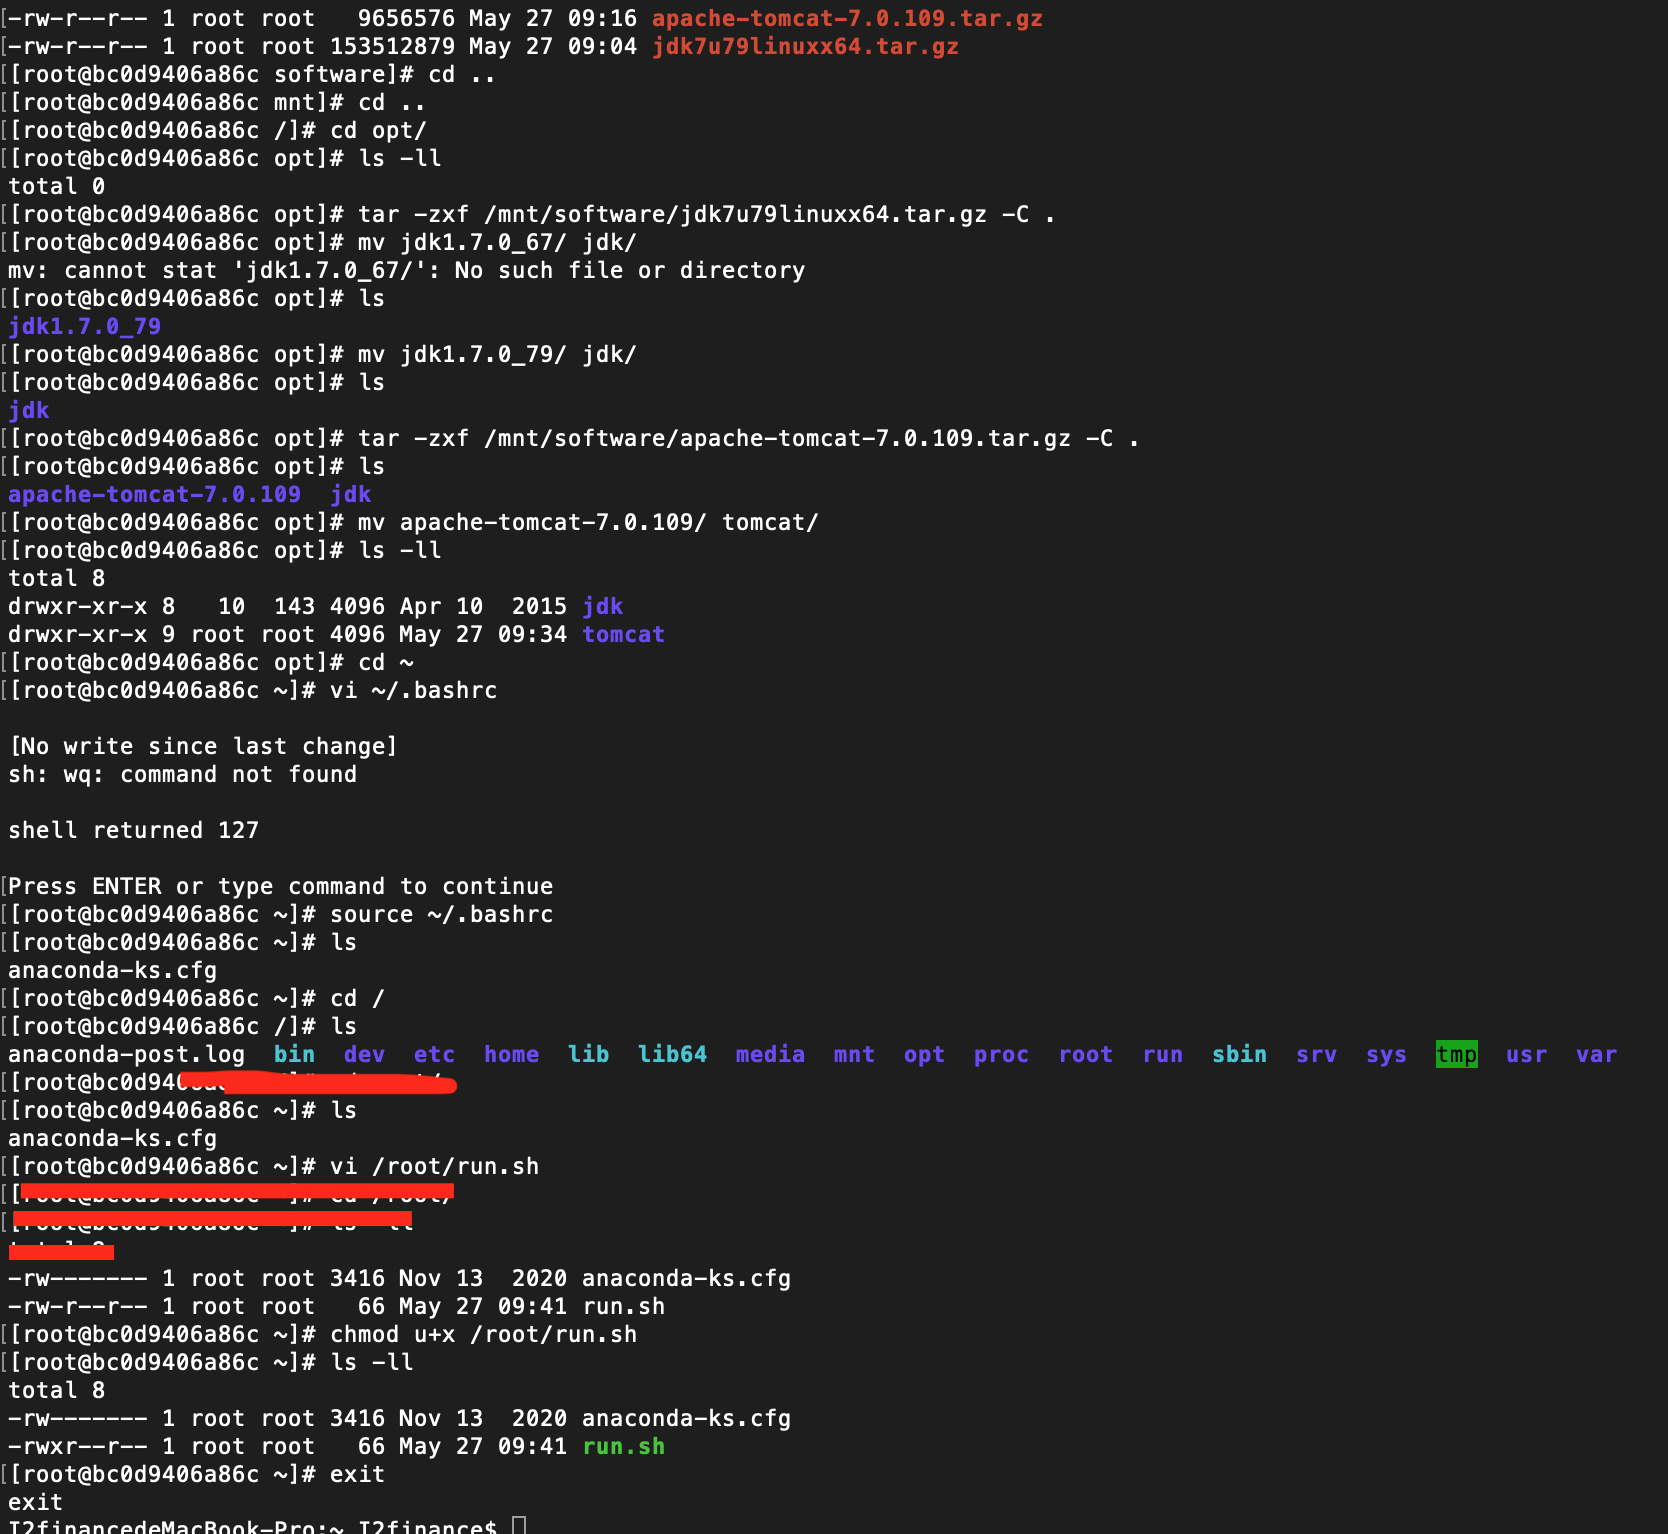 [-rw-r--r-- 1 root root   9656576 May 27 09:16 apache-tomcat-7.0.109.tar.gz
[-rw-r--r-- 1 root root 153512879 May 27 09:04 jdk7u79linuxx64.tar.gz
[[root@bc0d9406a86c software]# cd ..
[[root@bc0d9406a86c mnt]# cd ..
[[root@bc0d9406a86c /]# cd opt/
[[root@bc0d9406a86c opt]# ls -ll
total 0
[[root@bc0d9406a86c opt]# tar -zxf /mnt/software/jdk7u79linuxx64.tar.gz -C .
[[root@bc0d9406a86c opt]# mv jdk1.7.0_67/ jdk/
mv: cannot stat 'jdk1.7.0_67/': No such file or directory
[[root@bc0d9406a86c opt]# ls
jdk1.7.0_79
[[root@bc0d9406a86c opt]# mv jdk1.7.0_79/ jdk/
[[root@bc0d9406a86c opt]# ls
jdk
[[root@bc0d9406a86c opt]# tar -zxf /mnt/software/apache-tomcat-7.0.109.tar.gz -C .
[[root@bc0d9406a86c opt]# ls
apache-tomcat-7.0.109  jdk
[[root@bc0d9406a86c opt]# mv apache-tomcat-7.0.109/ tomcat/
[[root@bc0d9406a86c opt]# ls -ll
total 8
drwxr-xr-x 8   10  143 4096 Apr 10  2015 jdk
drwxr-xr-x 9 root root 4096 May 27 09:34 tomcat
[[root@bc0d9406a86c opt]# cd ~
[[root@bc0d9406a86c ~]# vi ~/.bashrc
[No write since last change]
sh: wq: command not found
shell returned 127
[Press ENTER or type command to continue
[[root@bc0d9406a86c ~]# source ~/.bashrc
[[root@bc0d9406a86c ~]# ls
anaconda-ks.cfg
[[root@bc0d9406a86c ~]# cd /
[[root@bc0d9406a86c /]# ls
anaconda-post.log  bin  dev  etc  home  lib  lib64  media  mnt  opt  proc  root  run  sbin  srv  sys  tmp  usr  var
[[root@bc0d940
[[root@bc0d9406a86c ~]# ls
anaconda-ks.cfg
[[root@bc0d9406a86c ~]# vi /root/run.sh
-rw------- 1 root root 3416 Nov 13  2020 anaconda-ks.cfg
-rw-r--r-- 1 root root   66 May 27 09:41 run.sh
[[root@bc0d9406a86c ~]# chmod u+x /root/run.sh
[[root@bc0d9406a86c ~]# ls -ll
total 8
-rw------- 1 root root 3416 Nov 13  2020 anaconda-ks.cfg
-rwxr--r-- 1 root root   66 May 27 09:41 run.sh
[[root@bc0d9406a86c ~]# exit
exit
I2financedeMacBook-Pro:~ I2finance$